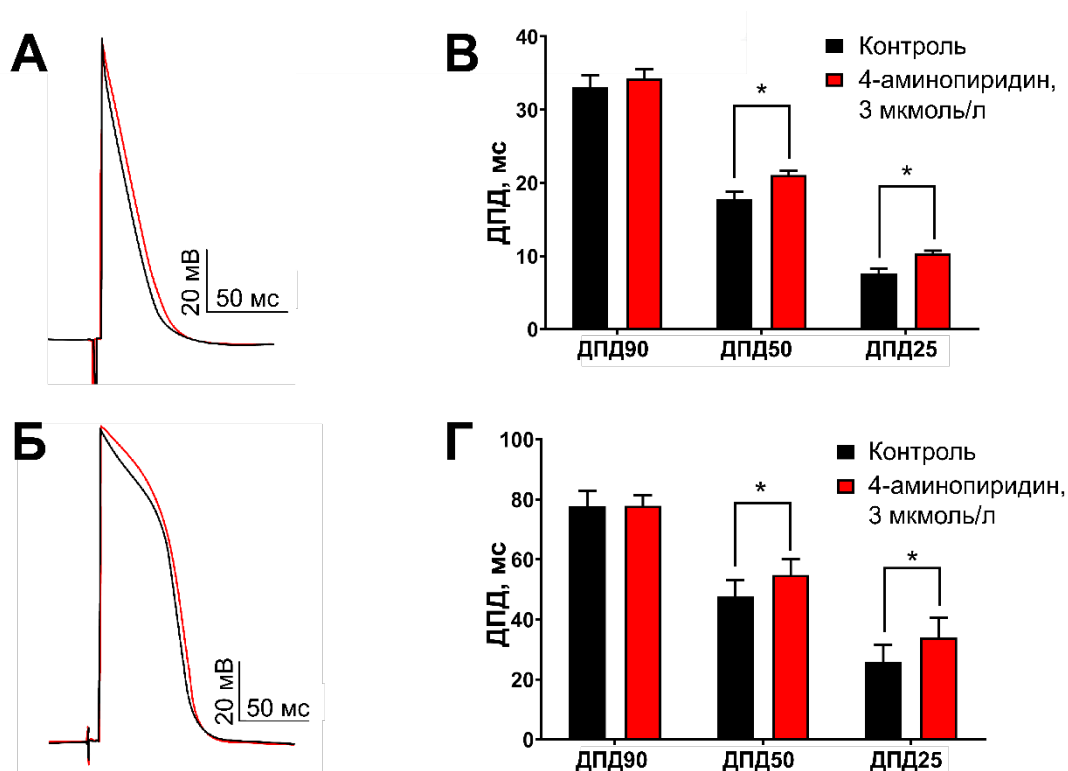 А
20 мВ
50 мс
В
ДПД, мс
40
30
20
10
0
Контроль
4-аминопиридин,
3 мкмоль/л
*
*
ДПД90
ДПД50
ДПД25
Б
20 мВ
50 мс
Г
ДПД, мс
100
80
60
40
20
0
Контроль
4-аминопиридин,
3 мкмоль/л
*
*
ДПД90
ДПД50
ДПД25